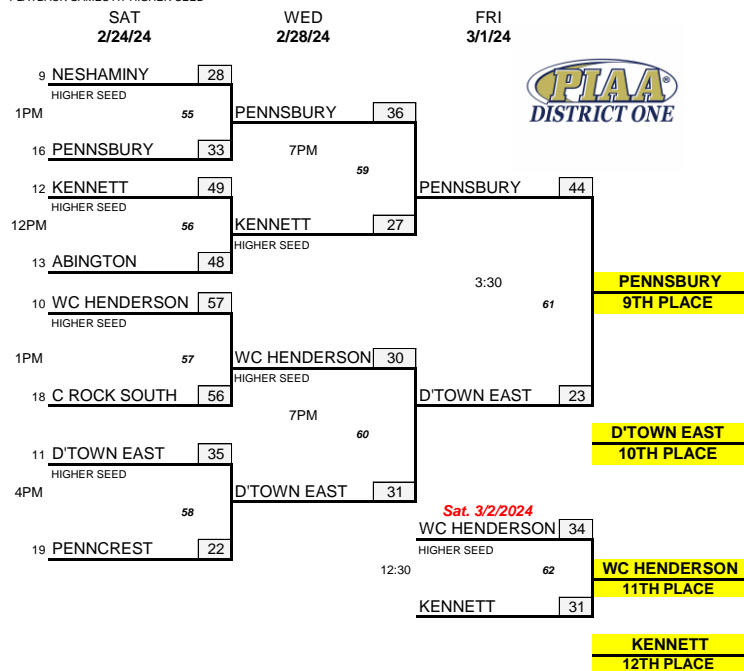 SAT WED FRI
2/24/24 2/28/24 3/1/24
PIAA
DISTRICT ONE
9 NESHAMINY 28
HIGHER SEED
1PM 55 PENNSBURY 36
16 PENNSBURY 33 7PM
59
12 KENNETT 49 PENNSBURY 44
HIGHER SEED
12PM 56 KENNETT 27
HIGHER SEED
13 ABINGTON 48
3:30 PENNSBURY
10 WC HENDERSON 57 61 9TH PLACE
HIGHER SEED
1PM 57 WC HENDERSON 30
HIGHER SEED
18 C ROCK SOUTH 56 D'TOWN EAST 23
7PM
60 D'TOWN EAST
11 D'TOWN EAST 35 10TH PLACE
HIGHER SEED
4PM D'TOWN EAST 31
58 Sat. 3/2/2024
WC HENDERSON 34
19 PENNCREST 22 HIGHER SEED
12:30 62 WC HENDERSON
11TH PLACE
KENNETT 31
KENNETT
12TH PLACE